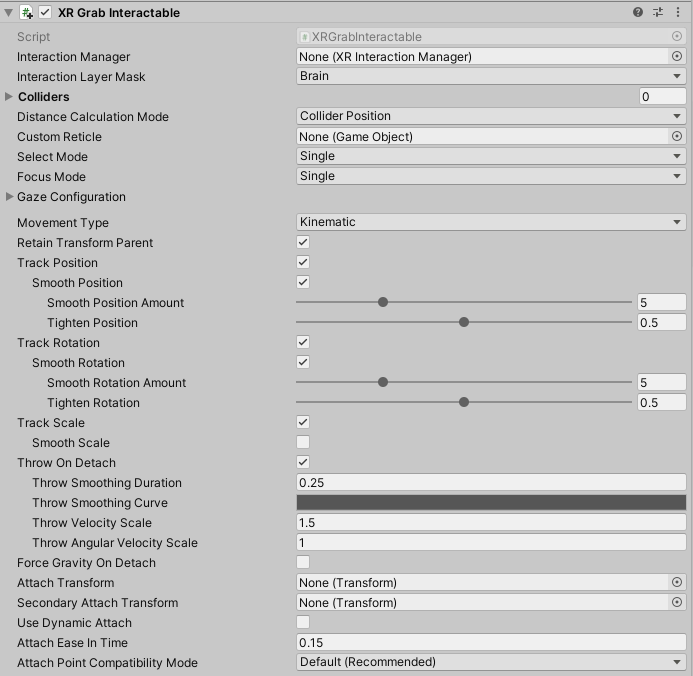 XR Grab Interactable
Script XRGrabInteractable
Interaction Manager None (XR Interaction Manager)
Interaction Layer Mask Brain
Colliders 0
Distance Calculation Mode Collider Position
Custom Reticle None (Game Object)
Select Mode Single
Focus Mode Single
Gaze Configuration
Movement Type Kinematic
Retain Transform Parent
Track Position
Smooth Position
Smooth Position Amount 5
Tighten Position 0.5
Track Rotation
Smooth Rotation
Smooth Rotation Amount 5
Tighten Rotation 0.5
Track Scale
Smooth Scale
Throw On Detach
Throw Smoothing Duration 0.25
Throw Smoothing Curve
Throw Velocity Scale 1.5
Throw Angular Velocity Scale 1
Force Gravity On Detach
Attach Transform None (Transform)
Secondary Attach Transform None (Transform)
Use Dynamic Attach
Attach Ease In Time 0.15
Attach Point Compatibility Mode Default (Recommended)